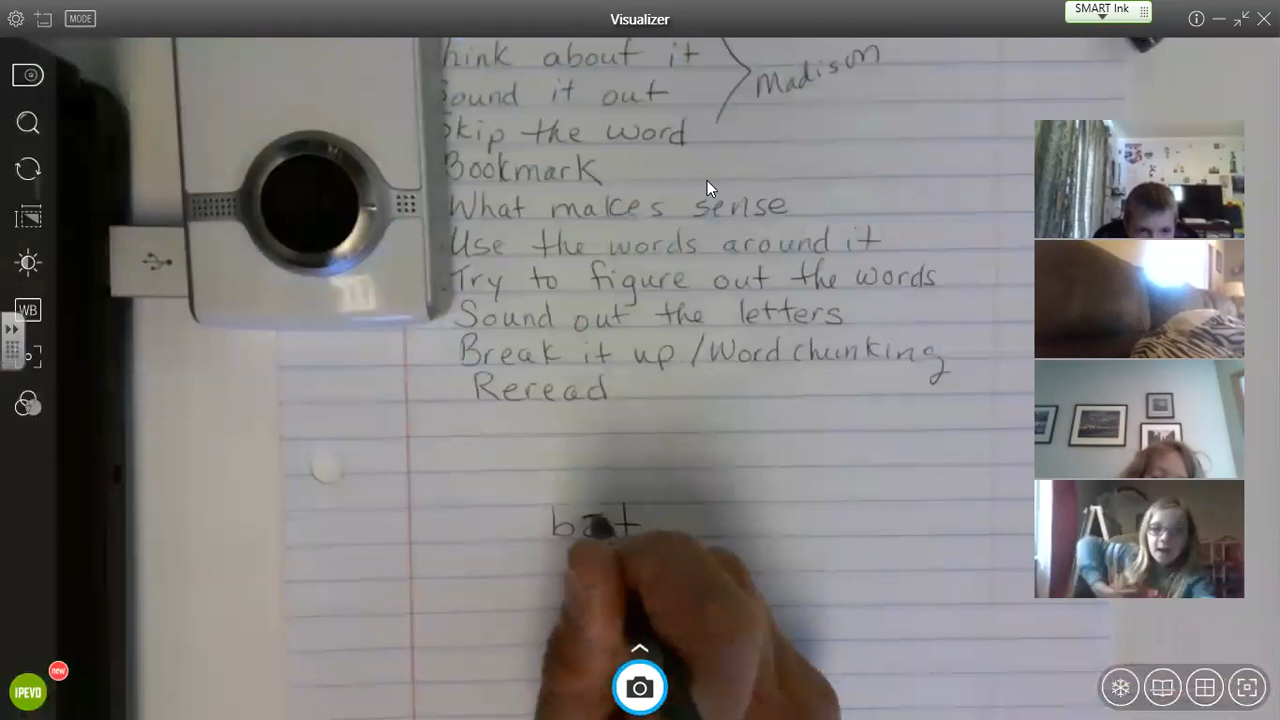 Visualizer
SMART Ink
MODE
hink about it
ound it out
Madison
Skip the word
Bookmark
What makes sense
Use the words around it
Try to figure out the words
Sound out the letters
Break it up / Word chunking
Reread
WB
new
IPEVO